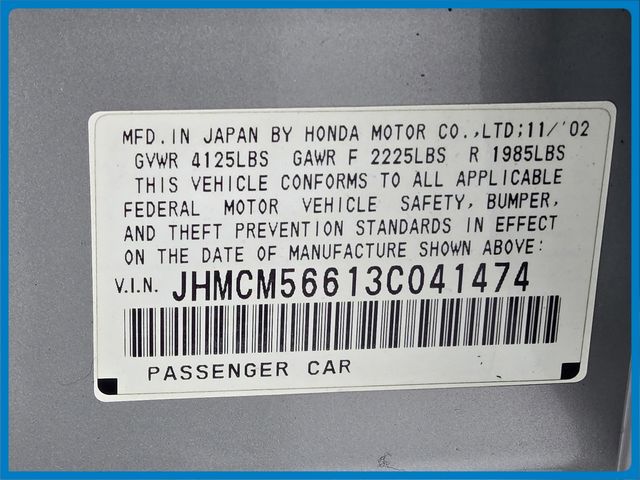 MFD. IN JAPAN BY HONDA MOTOR CO.,LTD;11/'02
GVWR 4125LBS GAWR F 2225LBS R 1985LBS
THIS VEHICLE CONFORMS TO ALL APPLICABLE
FEDERAL MOTOR VEHICLE SAFETY, BUMPER,
AND THEFT PREVENTION STANDARDS IN EFFECT
ON THE DATE OF MANUFACTURE SHOWN ABOVE:
V.I.N. JHMCM56613C041474
PASSENGER CAR